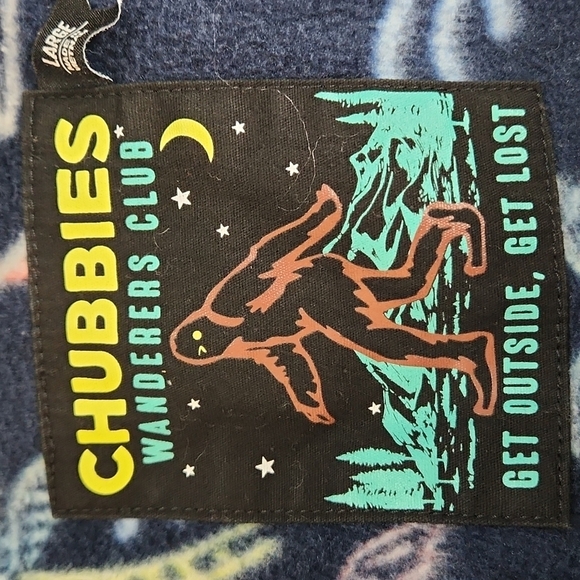 LARGE
CHUBBIES
WANDERERS CLUB
GET OUTSIDE, GET LOST